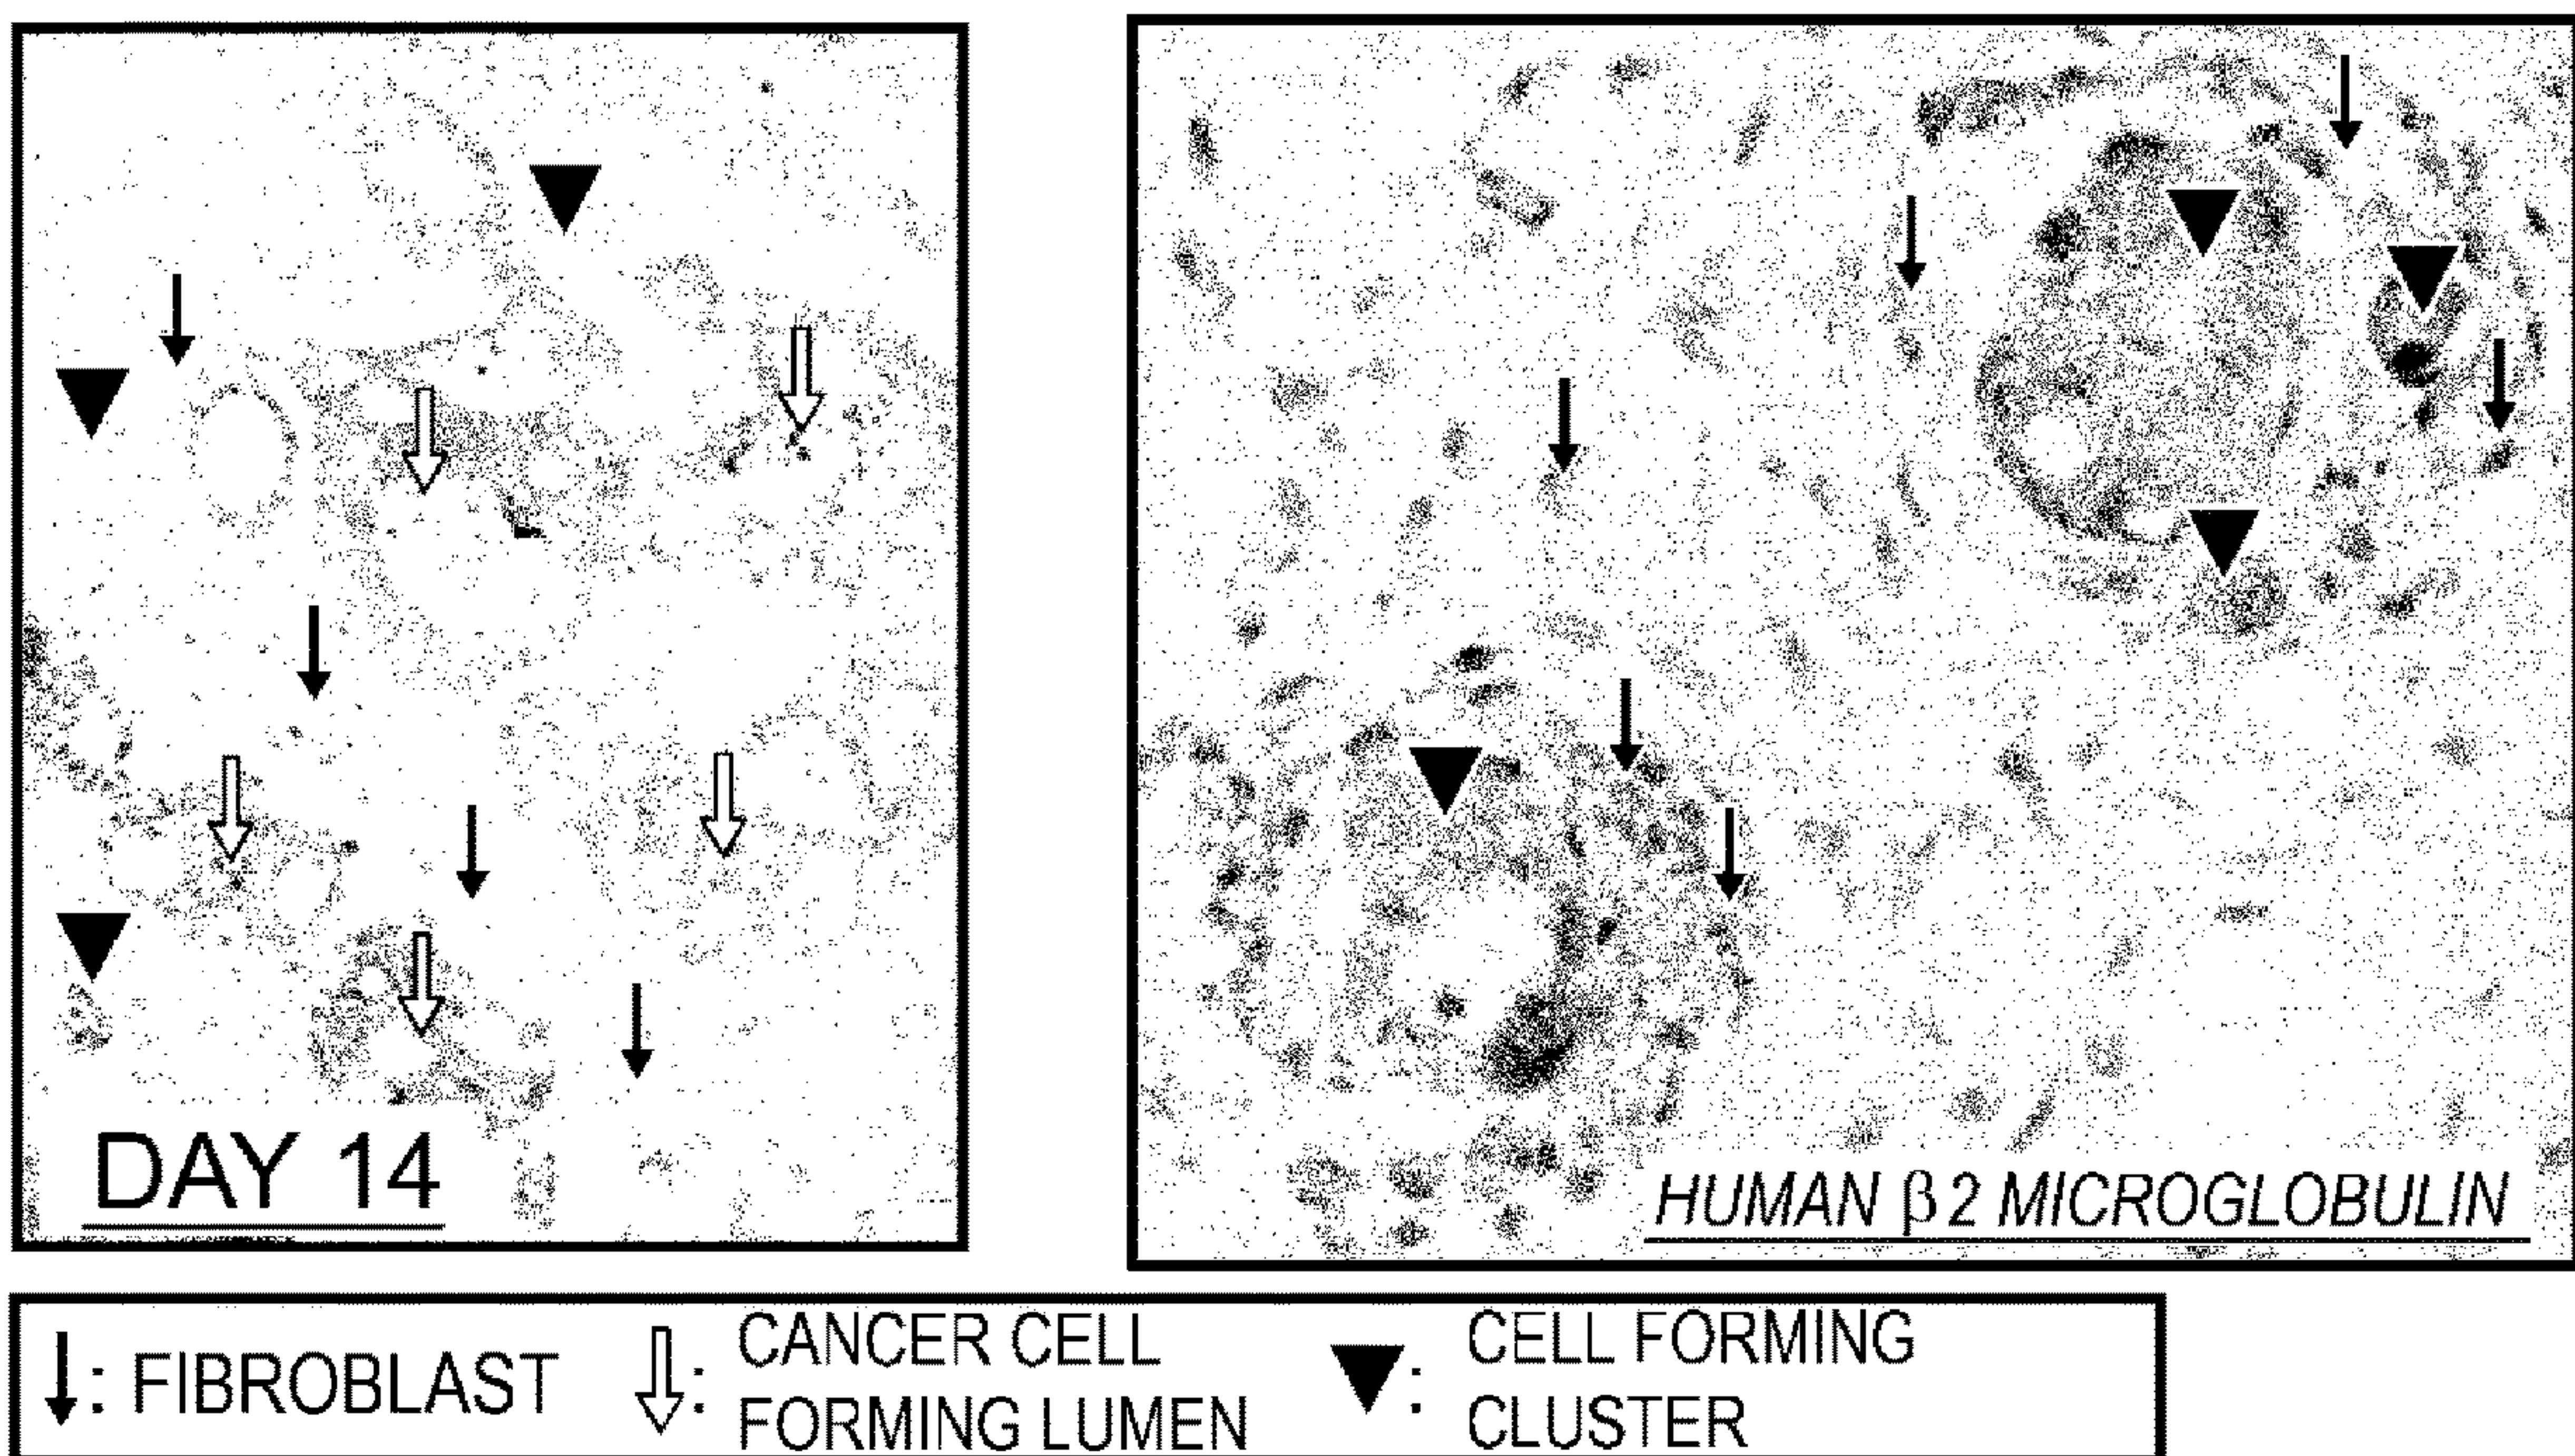 DAY 14
HUMAN β2 MICROGLOBULIN
: FIBROBLAST
: CANCER CELL
FORMING LUMEN
: CELL FORMING
CLUSTER